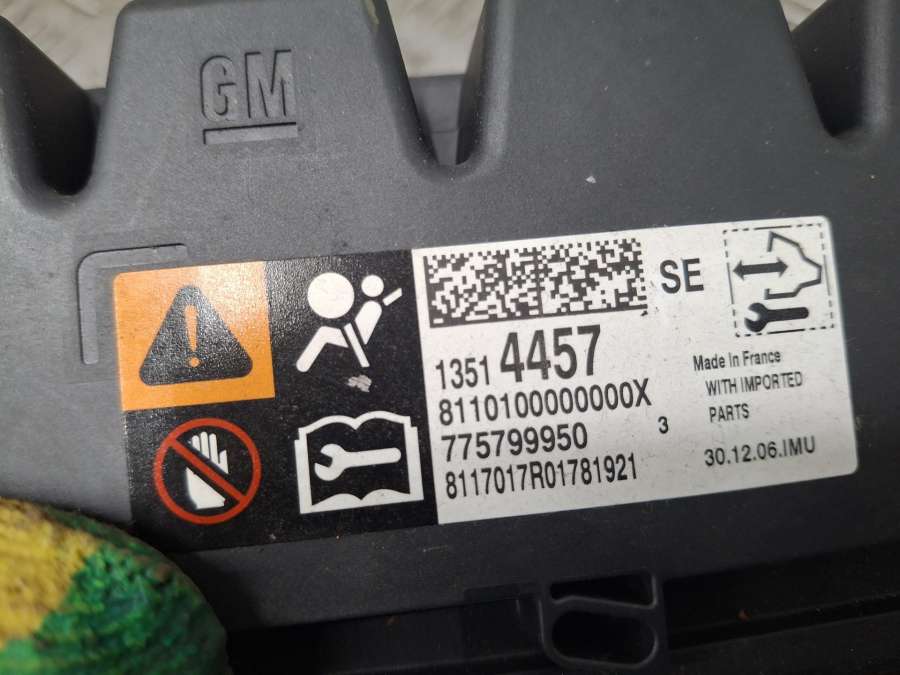 GM
SE
1351 4457
8110100000000X
775799950
3
8117017R01781921
Made in France
WITH IMPORTED
PARTS
30.12.06.IMU